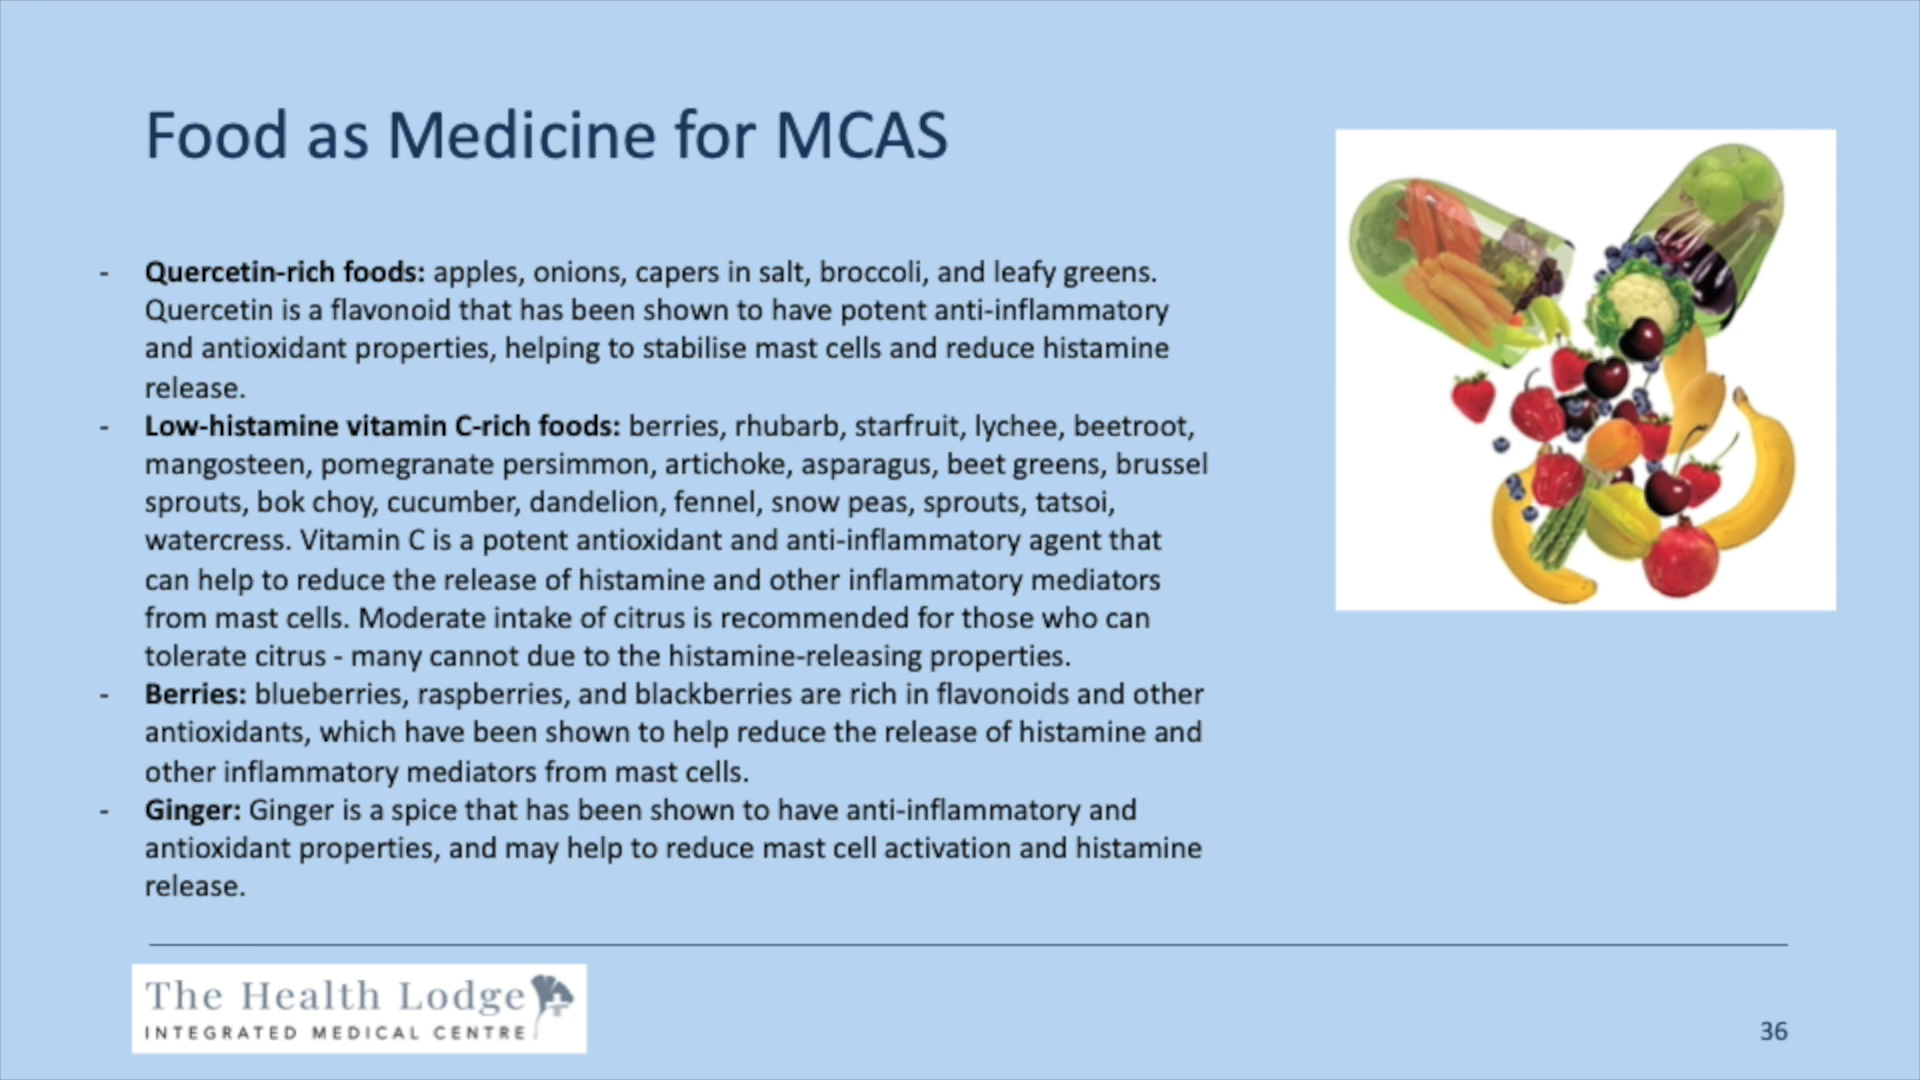 Food as Medicine for MCAS
- Quercetin-rich foods: apples, onions, capers in salt, broccoli, and leafy greens.
Quercetin is a flavonoid that has been shown to have potent anti-inflammatory
and antioxidant properties, helping to stabilise mast cells and reduce histamine
release.
- Low-histamine vitamin C-rich foods: berries, rhubarb, starfruit, lychee, beetroot,
mangosteen, pomegranate persimmon, artichoke, asparagus, beet greens, brussel
sprouts, bok choy, cucumber, dandelion, fennel, snow peas, sprouts, tatsoi,
watercress. Vitamin C is a potent antioxidant and anti-inflammatory agent that
can help to reduce the release of histamine and other inflammatory mediators
from mast cells. Moderate intake of citrus is recommended for those who can
tolerate citrus - many cannot due to the histamine-releasing properties.
- Berries: blueberries, raspberries, and blackberries are rich in flavonoids and other
antioxidants, which have been shown to help reduce the release of histamine and
other inflammatory mediators from mast cells.
- Ginger: Ginger is a spice that has been shown to have anti-inflammatory and
antioxidant properties, and may help to reduce mast cell activation and histamine
release.
The Health Lodge
INTEGRATED MEDICAL CENTRE
36